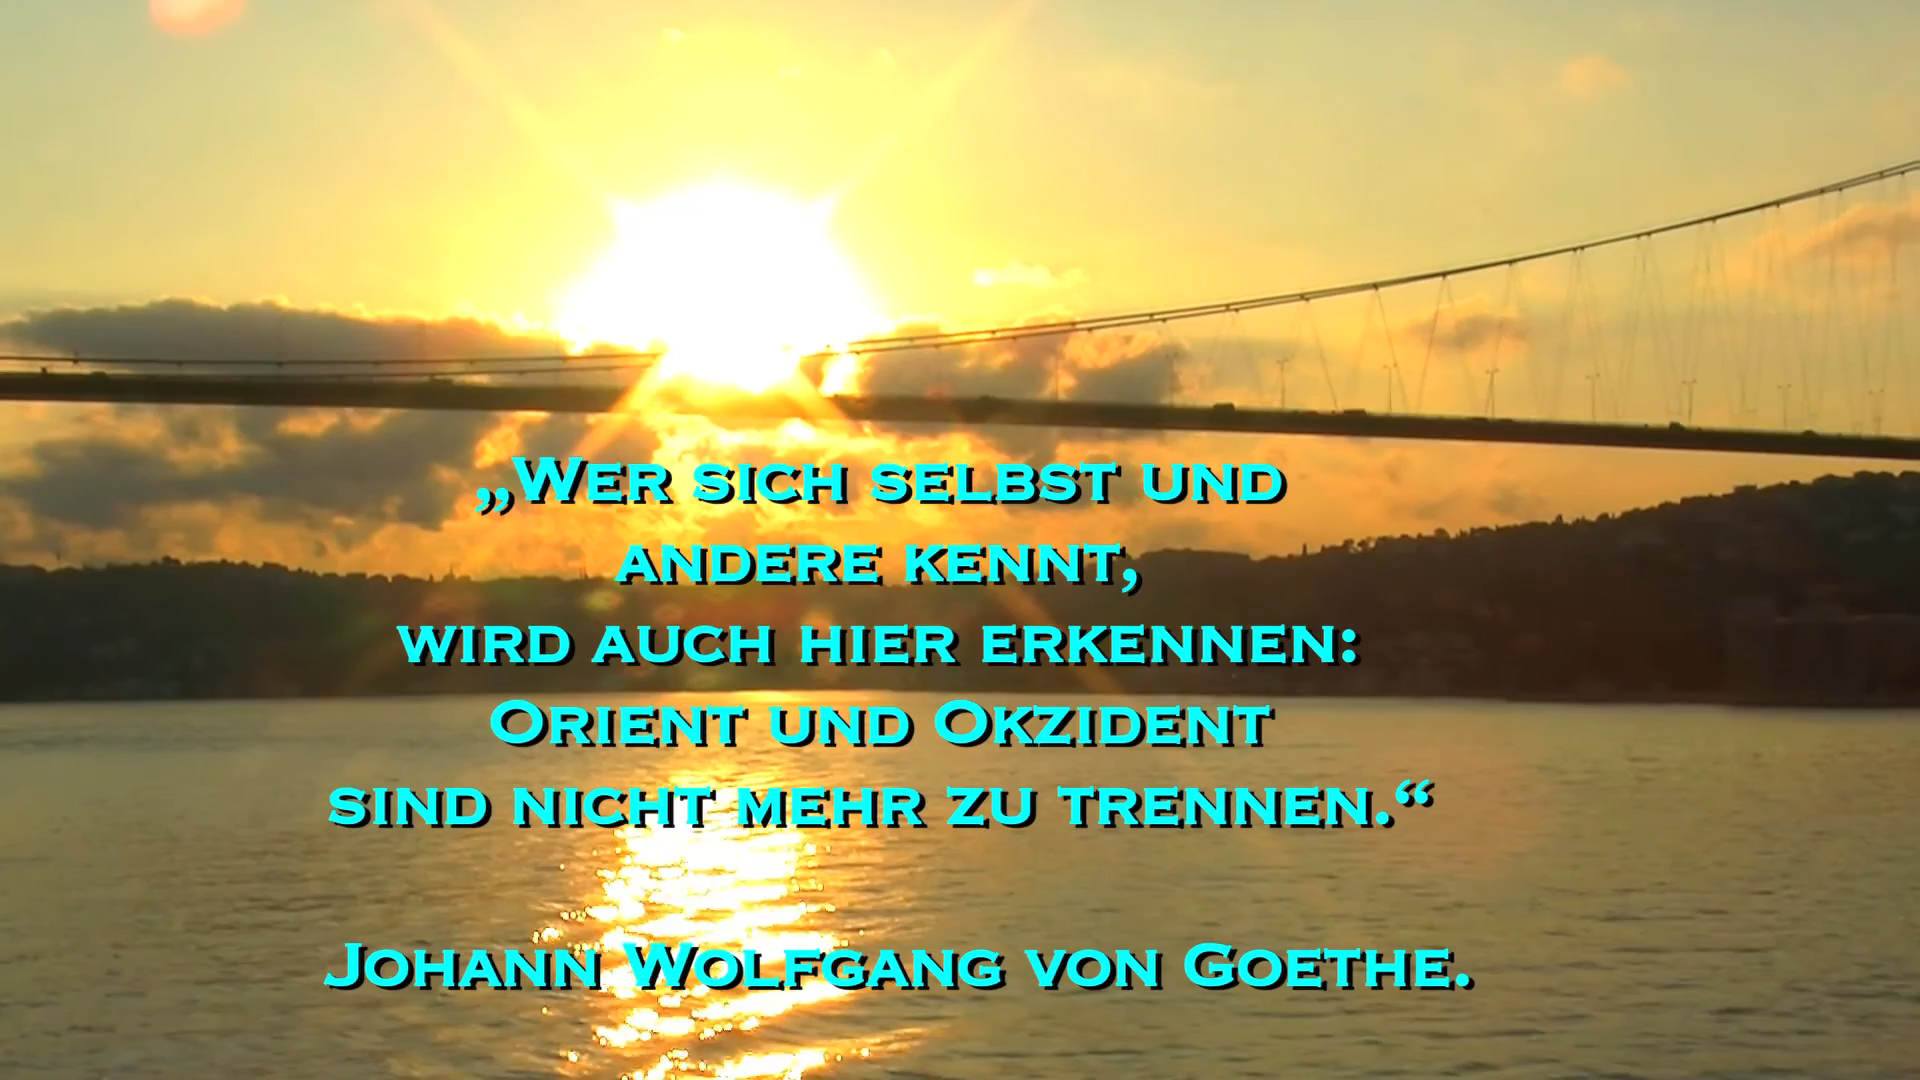 „Wer sich selbst und
andere kennt,
wird auch hier erkennen:
Orient und Okzident
sind nicht mehr zu trennen.“
Johann Wolfgang von Goethe.